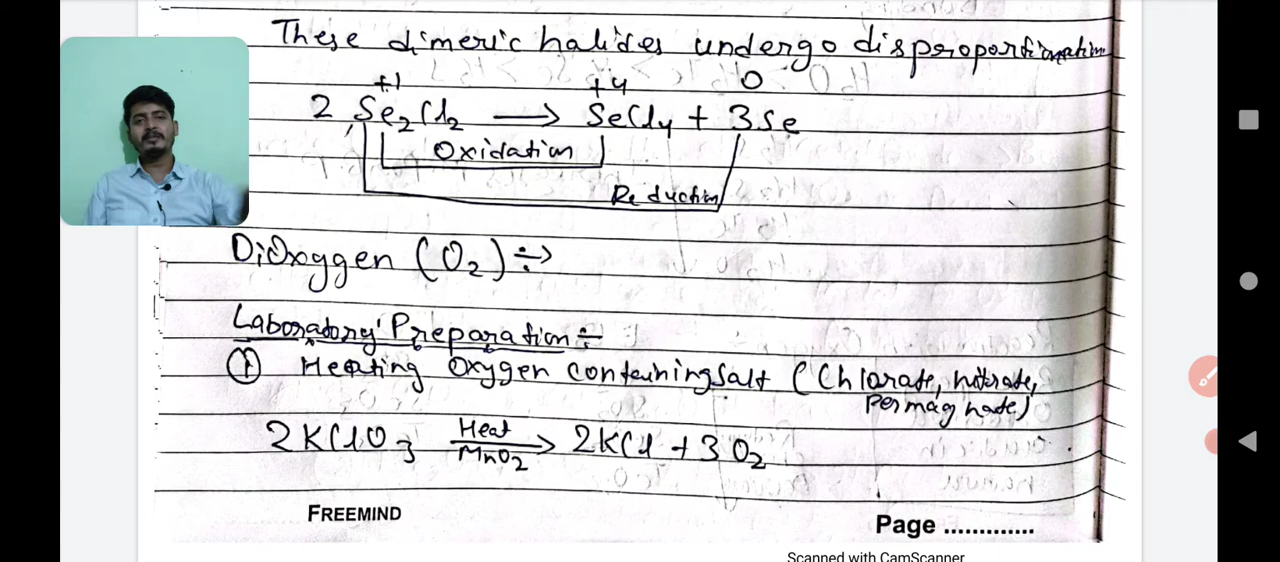 These dimeric halides undergo disproportionation
+1 +4 0
2 Se2Cl2 → SeCl4 + 3Se
Oxidation
Reduction
Dioxygen (O2) ÷→
Laboratory Preparation ÷
① Heating Oxygen containing salt (Chlorate, nitrate,
Permagnate)
2KClO3 Heat/MnO2 → 2KCl + 3O2
FREEMIND
Page .............
Scanned with CamScanner